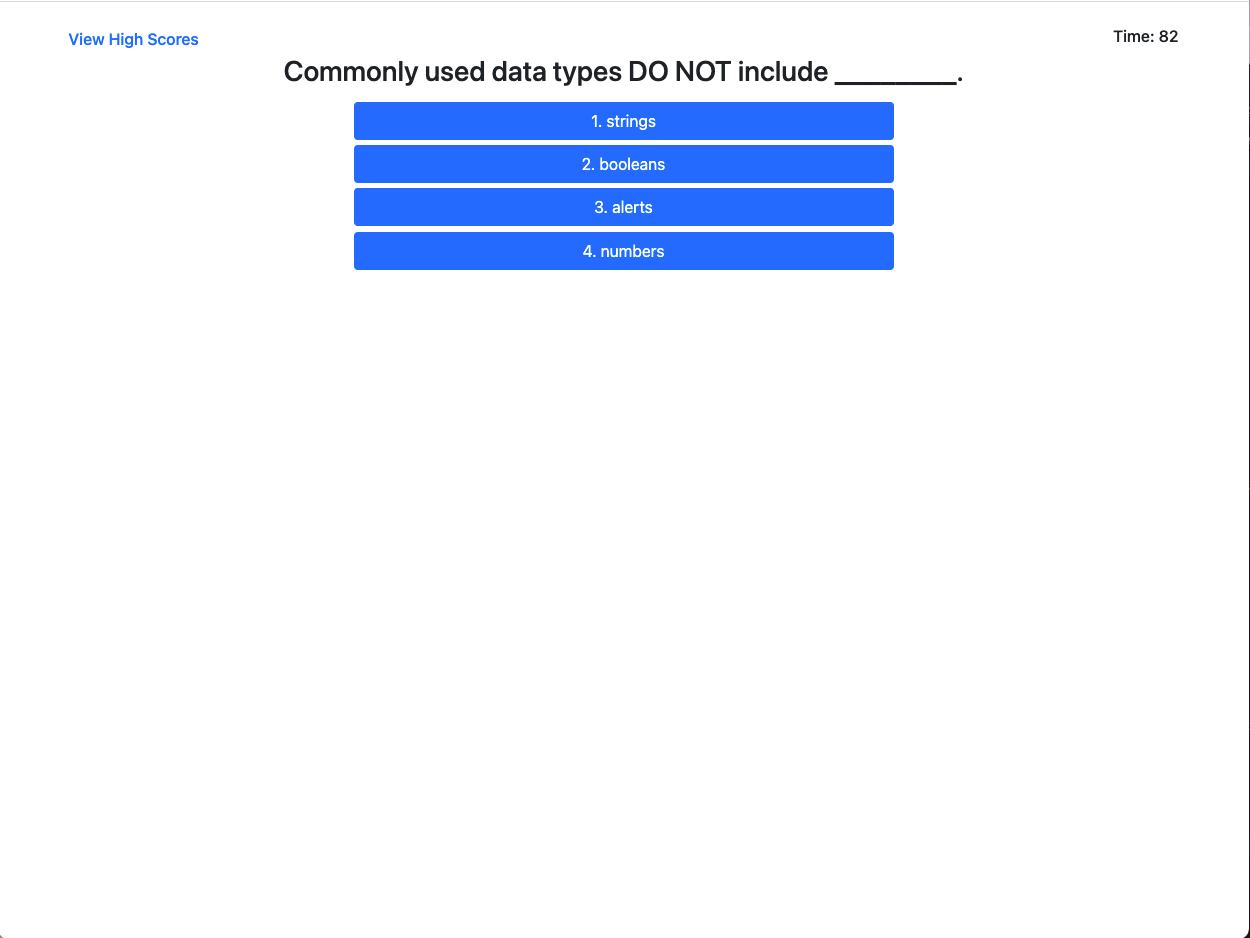 View High Scores
Time: 82
Commonly used data types DO NOT include __________.
1. strings
2. booleans
3. alerts
4. numbers